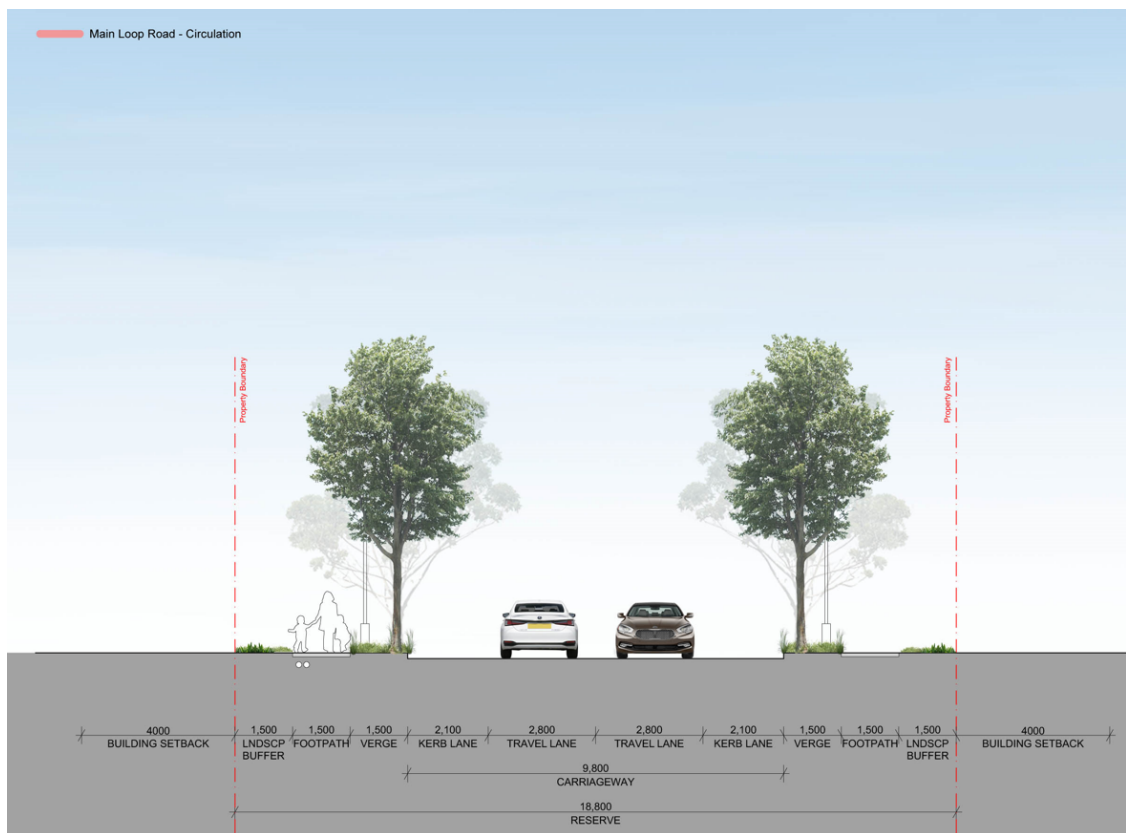 Main Loop Road - Circulation
Property Boundary
Property Boundary
4000
BUILDING SETBACK
1,500
LNDSCP
BUFFER
1,500
FOOTPATH
1,500
VERGE
2,100
KERB LANE
2,800
TRAVEL LANE
2,800
TRAVEL LANE
2,100
KERB LANE
1,500
VERGE
1,500
FOOTPATH
1,500
LNDSCP
BUFFER
4000
BUILDING SETBACK
9,800
CARRIAGEWAY
18,800
RESERVE